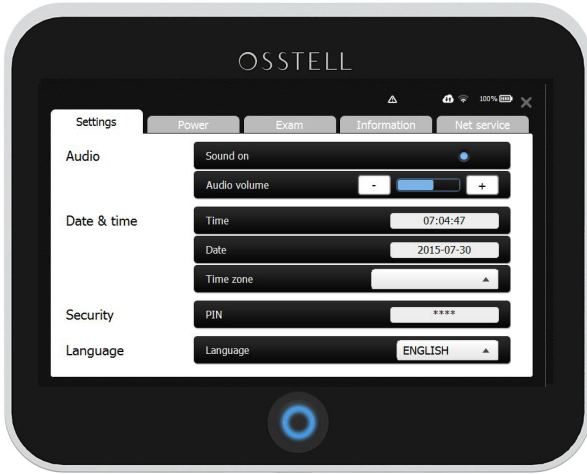 OSSTELL
100%
Settings Power Exam Information Net service
Audio Sound on
Audio volume - +
Date & time Time 07:04:47
Date 2015-07-30
Time zone
Security PIN ****
Language Language ENGLISH